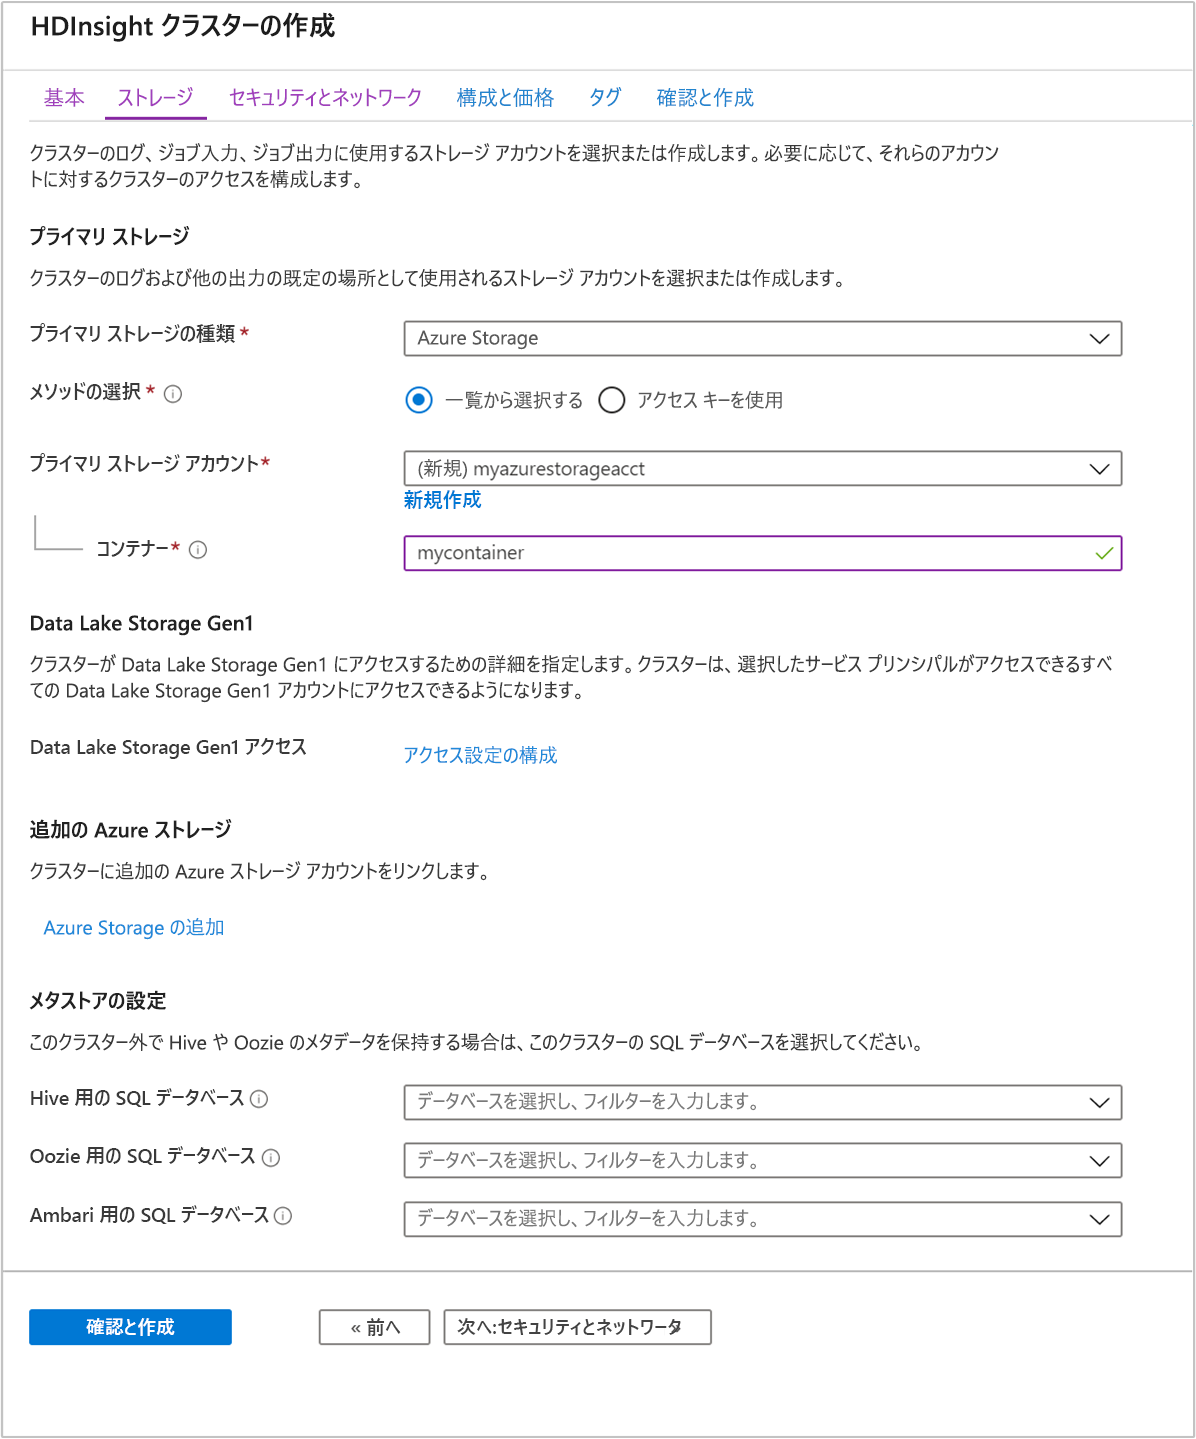 HDInsight クラスターの作成
基本 ストレージ セキュリティとネットワーク 構成と価格 タグ 確認と作成
クラスターのログ、ジョブ入力、ジョブ出力に使用するストレージ アカウントを選択または作成します。必要に応じて、それらのアカウン
トに対するクラスターのアクセスを構成します。
プライマリ ストレージ
クラスターのログおよび他の出力の既定の場所として使用されるストレージ アカウントを選択または作成します。
プライマリ ストレージの種類 * Azure Storage
メソッドの選択 * 一覧から選択する アクセス キーを使用
プライマリ ストレージ アカウント* (新規) myazurestorageacct
新規作成
コンテナー* mycontainer
Data Lake Storage Gen1
クラスターが Data Lake Storage Gen1 にアクセスするための詳細を指定します。クラスターは、選択したサービス プリンシパルがアクセスできるすべ
ての Data Lake Storage Gen1 アカウントにアクセスできるようになります。
Data Lake Storage Gen1 アクセス アクセス設定の構成
追加の Azure ストレージ
クラスターに追加の Azure ストレージ アカウントをリンクします。
Azure Storage の追加
メタストアの設定
このクラスター外で Hive や Oozie のメタデータを保持する場合は、このクラスターの SQL データベースを選択してください。
Hive 用の SQL データベース データベースを選択し、フィルターを入力します。
Oozie 用の SQL データベース データベースを選択し、フィルターを入力します。
Ambari 用の SQL データベース データベースを選択し、フィルターを入力します。
確認と作成 « 前へ 次へ:セキュリティとネットワーク